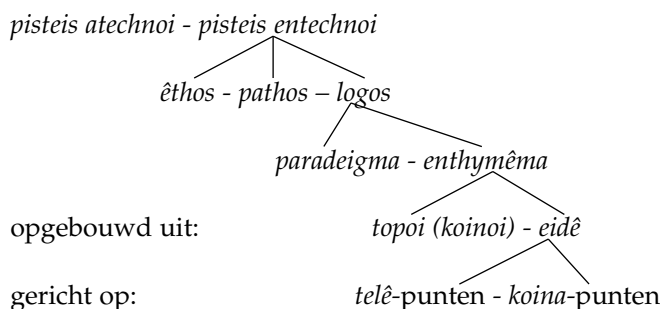 pisteis atechnoi - pisteis entechnoi
êthos - pathos – logos
paradeigma - enthymêma
opgebouwd uit: topoi (koinoi) - eidê
gericht op: telê-punten - koina-punten